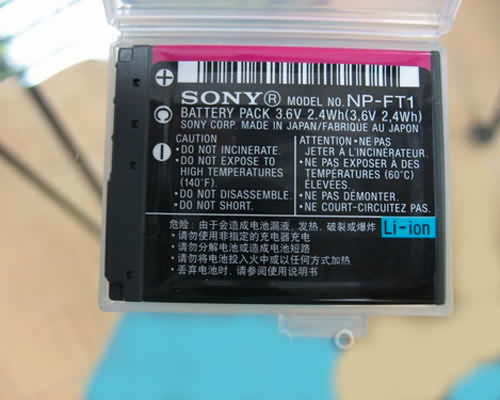 SONY® MODEL NO. NP-FT1
BATTERY PACK 3.6V 2.4Wh(3,6V 2,4Wh)
SONY CORP. MADE IN JAPAN/FABRIQUÉ AU JAPON
CAUTION
• DO NOT INCINERATE.
• DO NOT EXPOSE TO
HIGH TEMPERATURES
(140°F).
• DO NOT DISASSEMBLE.
• DO NOT SHORT.
ATTENTION • NE PAS
JETER À L'INCINÉRATEUR.
• NE PAS EXPOSER À DES
TEMPÉRATURES (60°C)
ÉLEVÉES.
• NE PAS DÉMONTER.
• NE COURT-CIRCUITEZ PAS.
危险: 由于会造成电池漏液, 发热, 破裂或爆炸
• 请勿使用非指定的充电器充电
• 请勿分解电池或造成电池短路
• 请勿将电池投入火中或以任何方式加热
• 丢弃电池时, 请参阅使用说明书
Li-ion